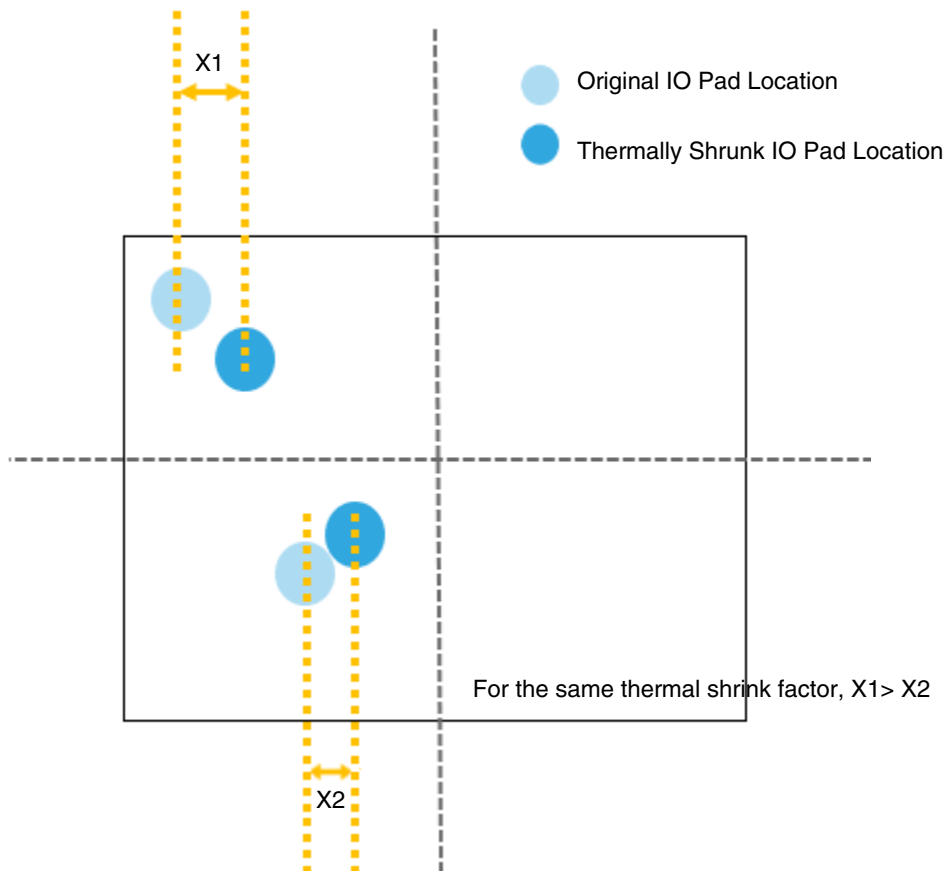 X1
Original IO Pad Location
Thermally Shrunk IO Pad Location
For the same thermal shrink factor, X1> X2
X2